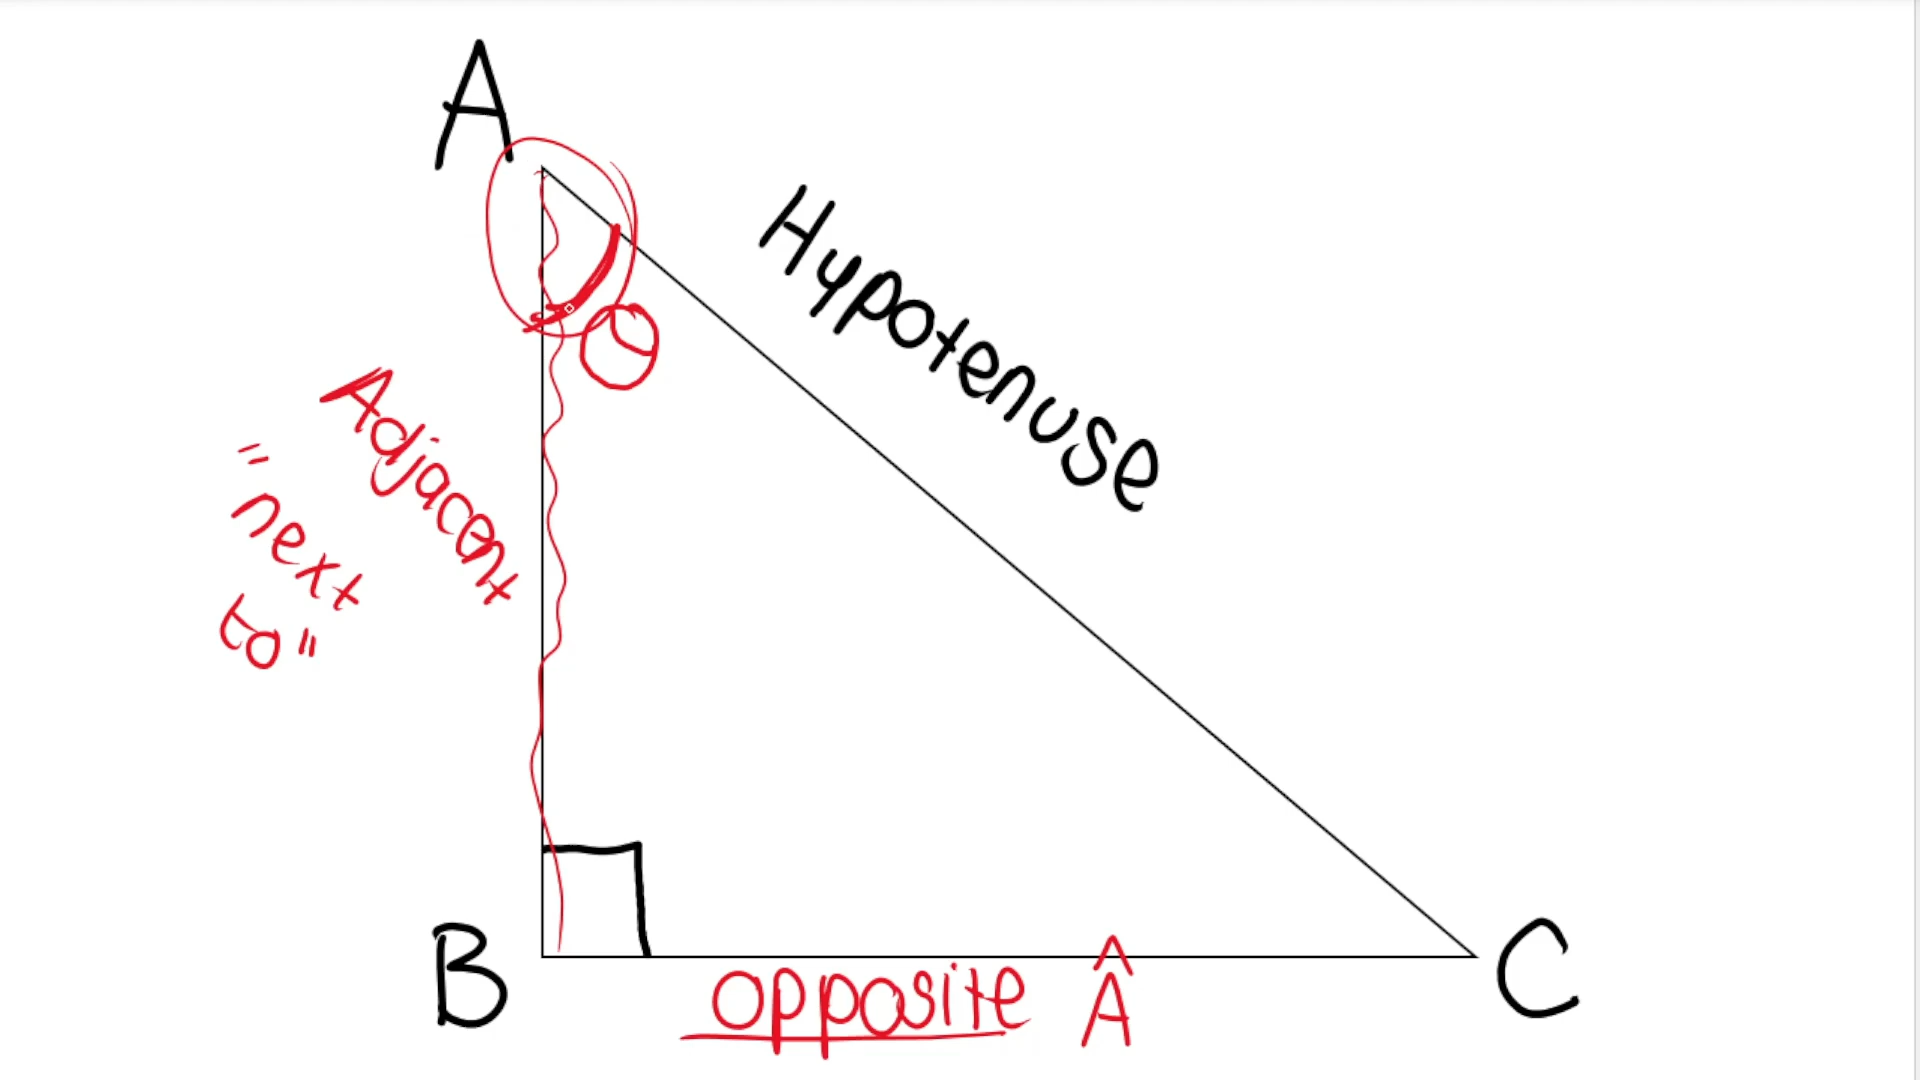 A
Hypotenuse
θ
Adjacent
"next
to"
B
opposite Â
C